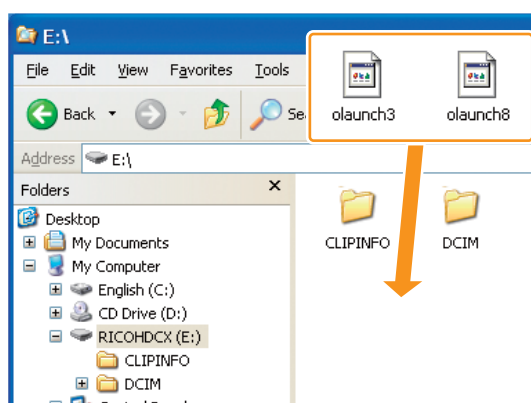 E:\
File Edit View Favorites Tools
Back Se
olaunch3 olaunch8
Address E:\
Folders
Desktop
My Documents
My Computer
English (C:)
CD Drive (D:)
RICOHDCX (E:)
CLIPINFO
DCIM
CLIPINFO DCIM